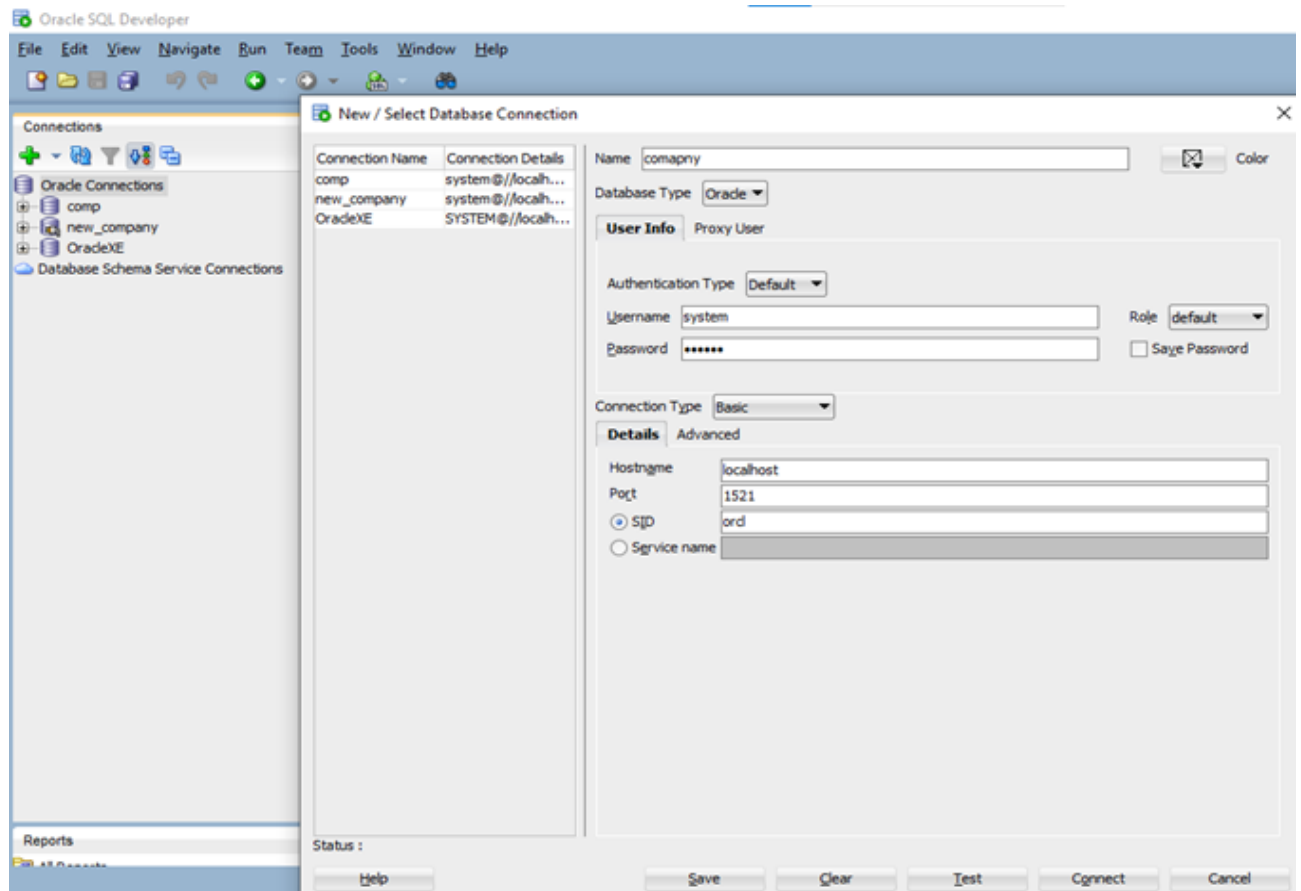 Oracle SQL Developer
File Edit View Navigate Run Team Tools Window Help
Connections
Oracle Connections
comp
new_company
OracleXE
Database Schema Service Connections
Reports
All Reports
New / Select Database Connection
Connection Name Connection Details
comp system@//localh...
new_company system@//localh...
OracleXE SYSTEM@//localh...
Name comapny Color
Database Type Oracle
User Info Proxy User
Authentication Type Default
Username system Role default
Password •••••• Save Password
Connection Type Basic
Details Advanced
Hostname localhost
Port 1521
SID orcl
Service name
Status :
Help Save Clear Test Connect Cancel